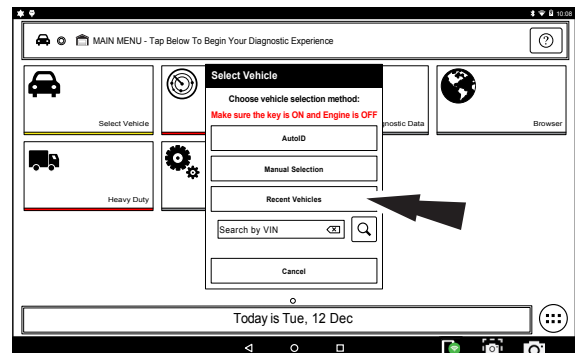 10:08
MAIN MENU - Tap Below To Begin Your Diagnostic Experience
?
Select Vehicle
Choose vehicle selection method:
Make sure the key is ON and Engine is OFF
AutoID
Manual Selection
Recent Vehicles
Search by VIN
Cancel
Select Vehicle
gnostic Data
Browser
Heavy Duty
Today is Tue, 12 Dec